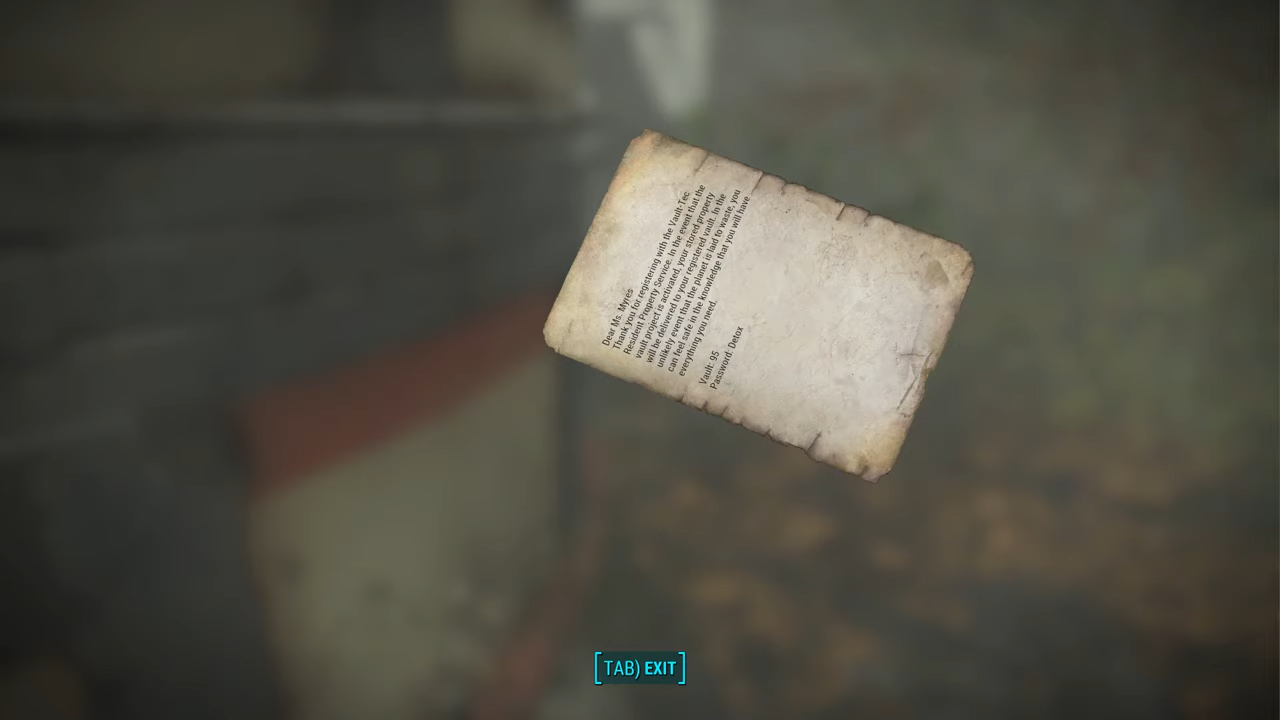 Dear Ms. Myres
Thank you for registering with the Vault-Tec
Resident Property Service. In the event that the
vault project is activated, your stored property
will be delivered to your registered vault. In the
unlikely event that the planet is laid to waste, you
can feel safe in the knowledge that you will have
everything you need.
Vault: 95
Password: Detox
[TAB) EXIT]